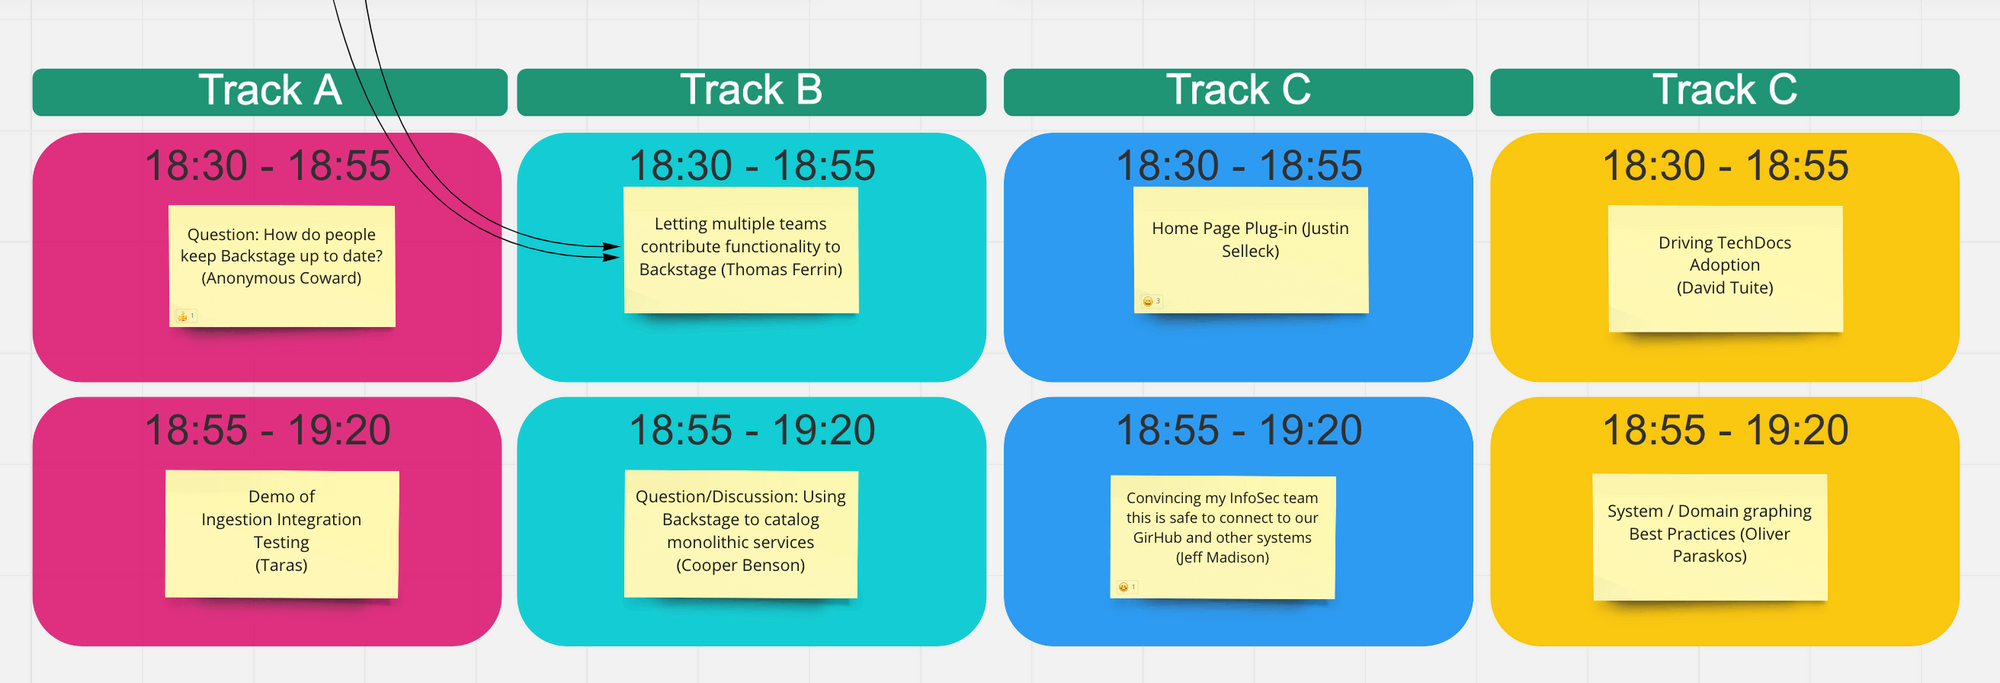 Track A
Track B
Track C
Track C
18:30 - 18:55
Question: How do people
keep Backstage up to date?
(Anonymous Coward)
1
18:30 - 18:55
Letting multiple teams
contribute functionality to
Backstage (Thomas Ferrin)
18:30 - 18:55
Home Page Plug-in (Justin
Selleck)
3
18:30 - 18:55
Driving TechDocs
Adoption
(David Tuite)
18:55 - 19:20
Demo of
Ingestion Integration
Testing
(Taras)
18:55 - 19:20
Question/Discussion: Using
Backstage to catalog
monolithic services
(Cooper Benson)
18:55 - 19:20
Convincing my InfoSec team
this is safe to connect to our
GirHub and other systems
(Jeff Madison)
1
18:55 - 19:20
System / Domain graphing
Best Practices (Oliver
Paraskos)